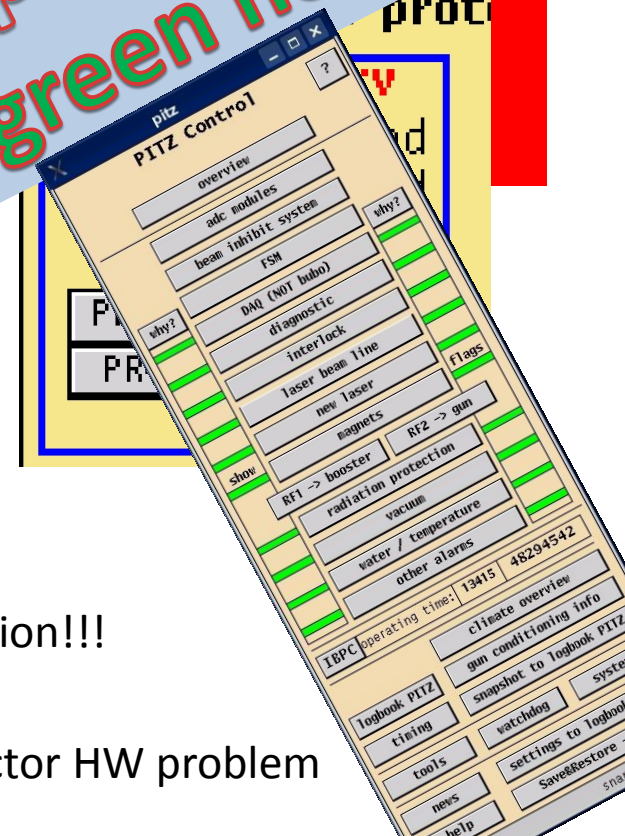 green
prot
pitz
PITZ Control
?
overview
adc modules
beam inhibit system
why?
FSM
DAQ (NOT bubo)
why?
diagnostic
interlock
laser beam line
flags
new laser
magnets
show
RF1 -> booster
RF2 -> gun
radiation protection
vacuum
water / temperature
other alarms
IBPC
operating time:
13415
48294542
climate overview
gun conditioning info
logbook PITZ
snapshot to logbook PITZ
timing
watchdog
tools
settings to
news
Save&Restore
help
ion!!!
ctor HW problem